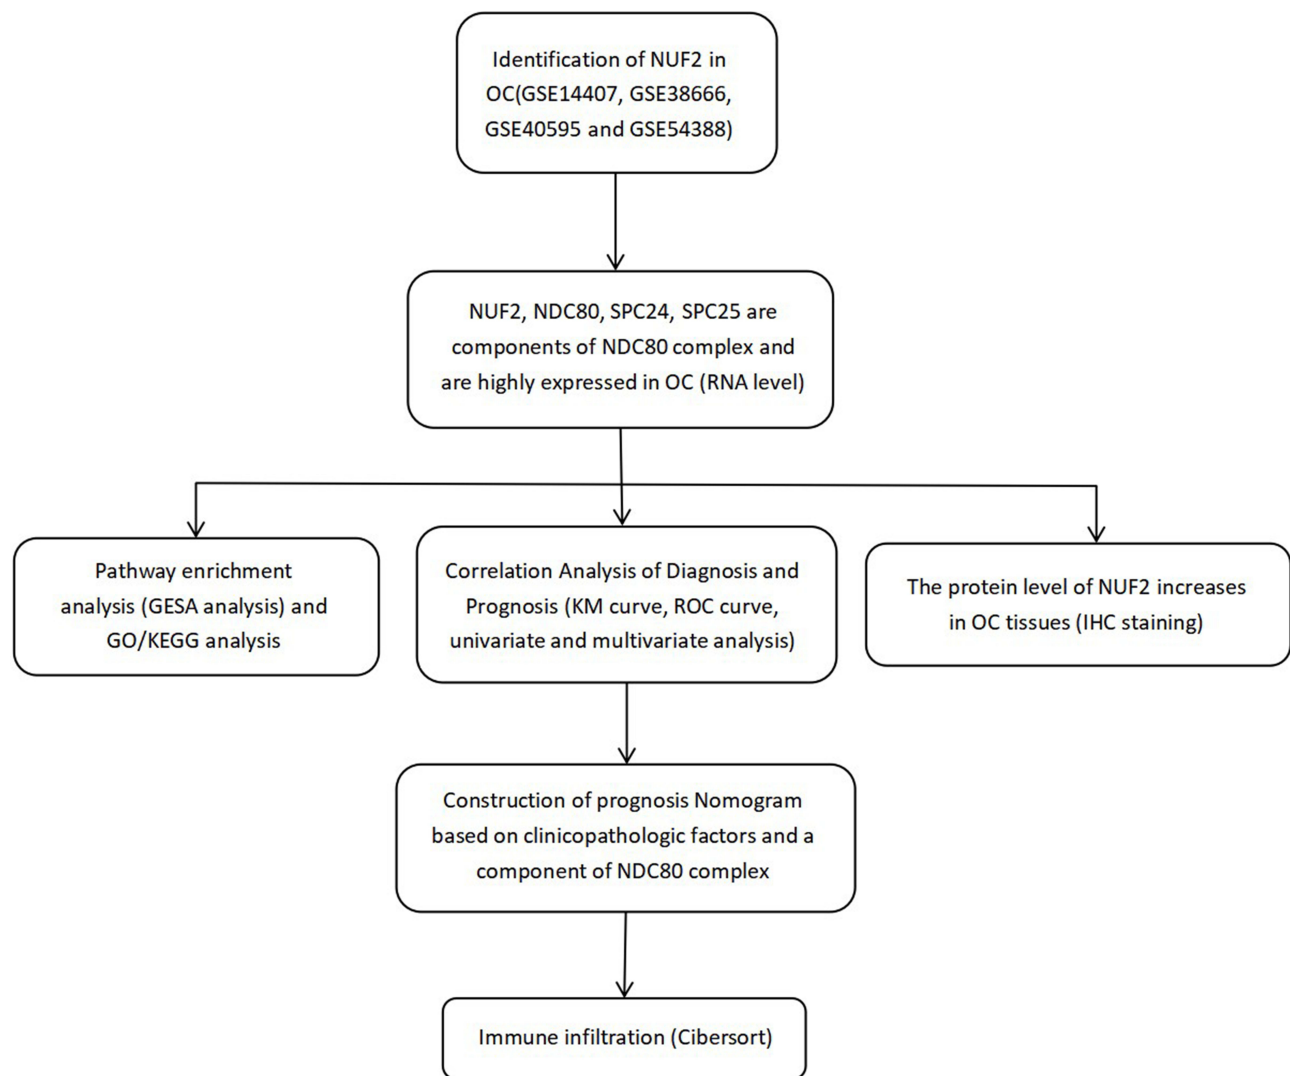 Identification of NUF2 in
OC(GSE14407, GSE38666,
GSE40595 and GSE54388)
NUF2, NDC80, SPC24, SPC25 are
components of NDC80 complex and
are highly expressed in OC (RNA level)
Pathway enrichment
analysis (GESA analysis) and
GO/KEGG analysis
Correlation Analysis of Diagnosis and
Prognosis (KM curve, ROC curve,
univariate and multivariate analysis)
The protein level of NUF2 increases
in OC tissues (IHC staining)
Construction of prognosis Nomogram
based on clinicopathologic factors and a
component of NDC80 complex
Immune infiltration (Cibersort)